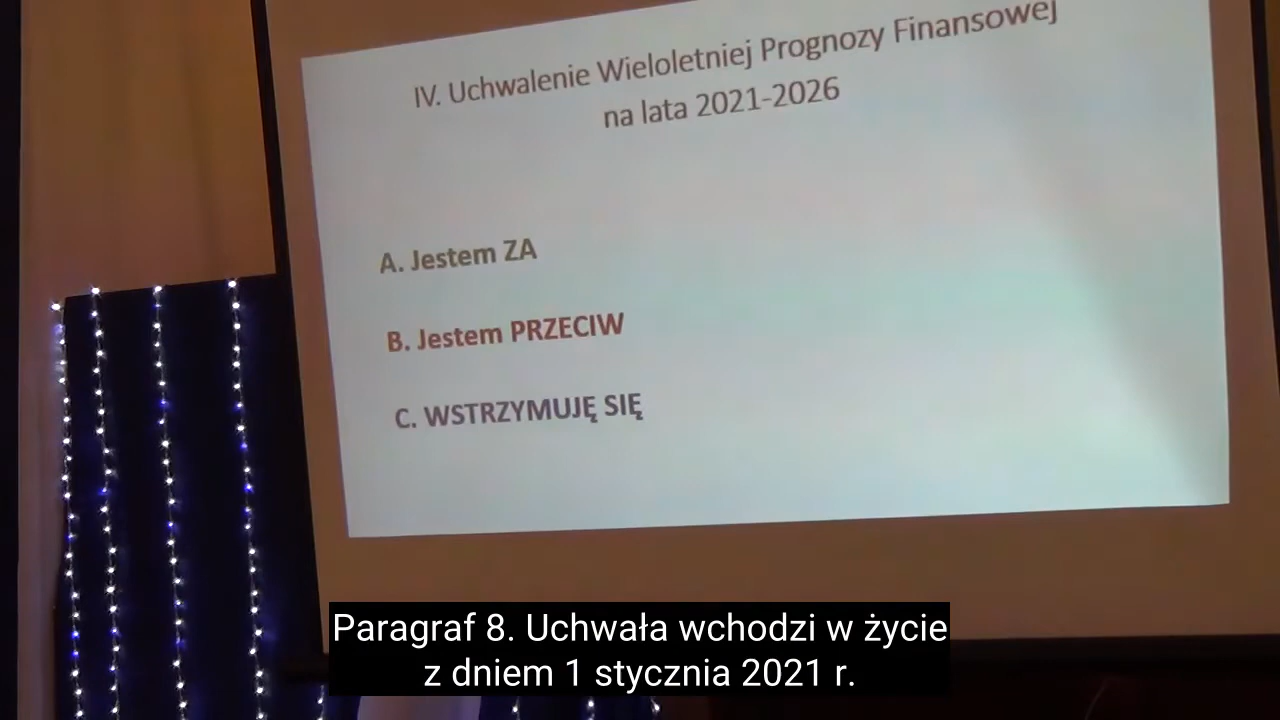 IV. Uchwalenie Wieloletniej Prognozy Finansowej
na lata 2021-2026
A. Jestem ZA
B. Jestem PRZECIW
C. WSTRZYMUJĘ SIĘ
Paragraf 8. Uchwała wchodzi w życie
z dniem 1 stycznia 2021 r.